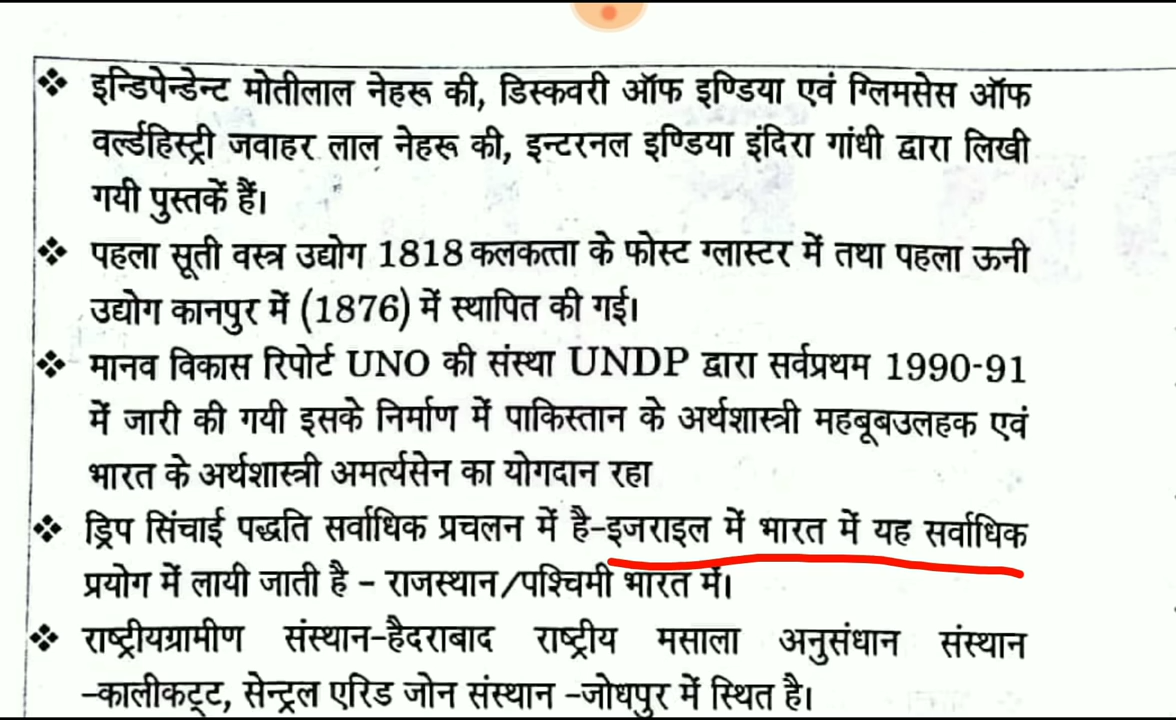 ❖ इन्डिपेन्डेन्ट मोतीलाल नेहरू की, डिस्कवरी ऑफ इण्डिया एवं ग्लिमसेस ऑफ
वर्ल्डहिस्ट्री जवाहर लाल नेहरू की, इन्टरनल इण्डिया इंदिरा गांधी द्वारा लिखी
गयी पुस्तकें हैं।
❖ पहला सूती वस्त्र उद्योग 1818 कलकत्ता के फोस्ट ग्लास्टर में तथा पहला ऊनी
उद्योग कानपुर में (1876) में स्थापित की गई।
❖ मानव विकास रिपोर्ट UNO की संस्था UNDP द्वारा सर्वप्रथम 1990-91
में जारी की गयी इसके निर्माण में पाकिस्तान के अर्थशास्त्री महबूबउलहक एवं
भारत के अर्थशास्त्री अमर्त्यसेन का योगदान रहा
❖ ड्रिप सिंचाई पद्धति सर्वाधिक प्रचलन में है-इजराइल में भारत में यह सर्वाधिक
प्रयोग में लायी जाती है – राजस्थान/पश्चिमी भारत में।
❖ राष्ट्रीयग्रामीण संस्थान-हैदराबाद राष्ट्रीय मसाला अनुसंधान संस्थान
–कालीकट्ट, सेन्ट्रल एरिड जोन संस्थान –जोधपुर में स्थित है।